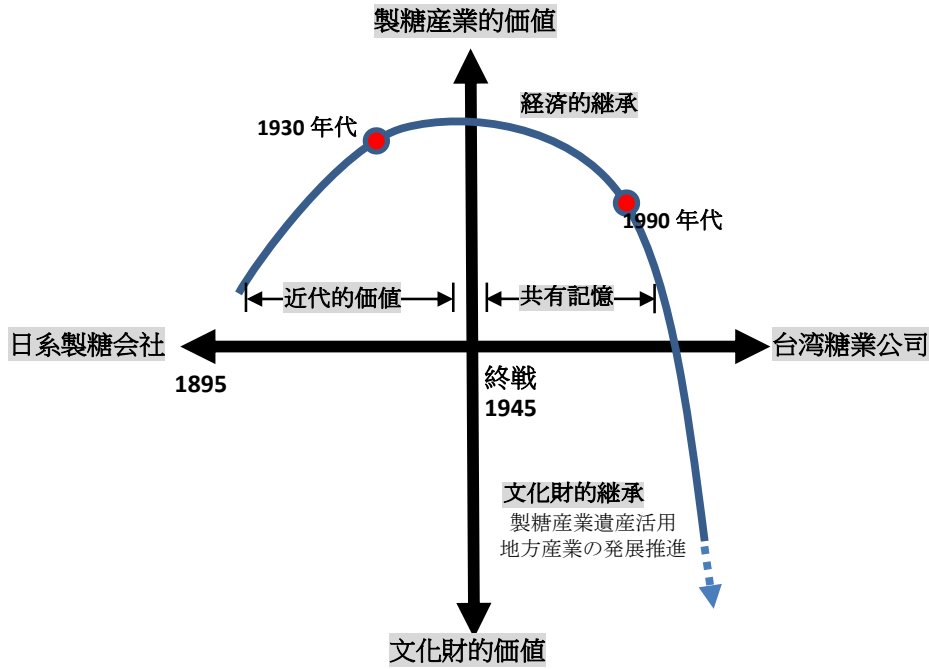 製糖産業的価値
経済的継承
1930 年代
1990 年代
近代的価値
共有記憶
日系製糖会社
台湾糖業公司
1895
終戦
1945
文化財的継承
製糖産業遺産活用
地方産業の発展推進
文化財的価値